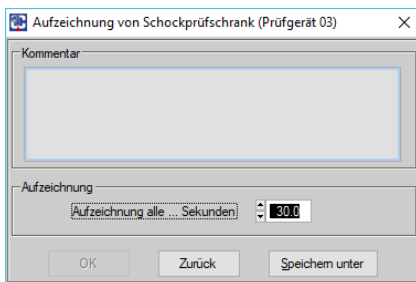 Aufzeichnung von Schockprüfschrank (Prüfgerät 03)
Kommentar
Aufzeichnung
Aufzeichnung alle ... Sekunden 30.0
OK Zurück Speichern unter